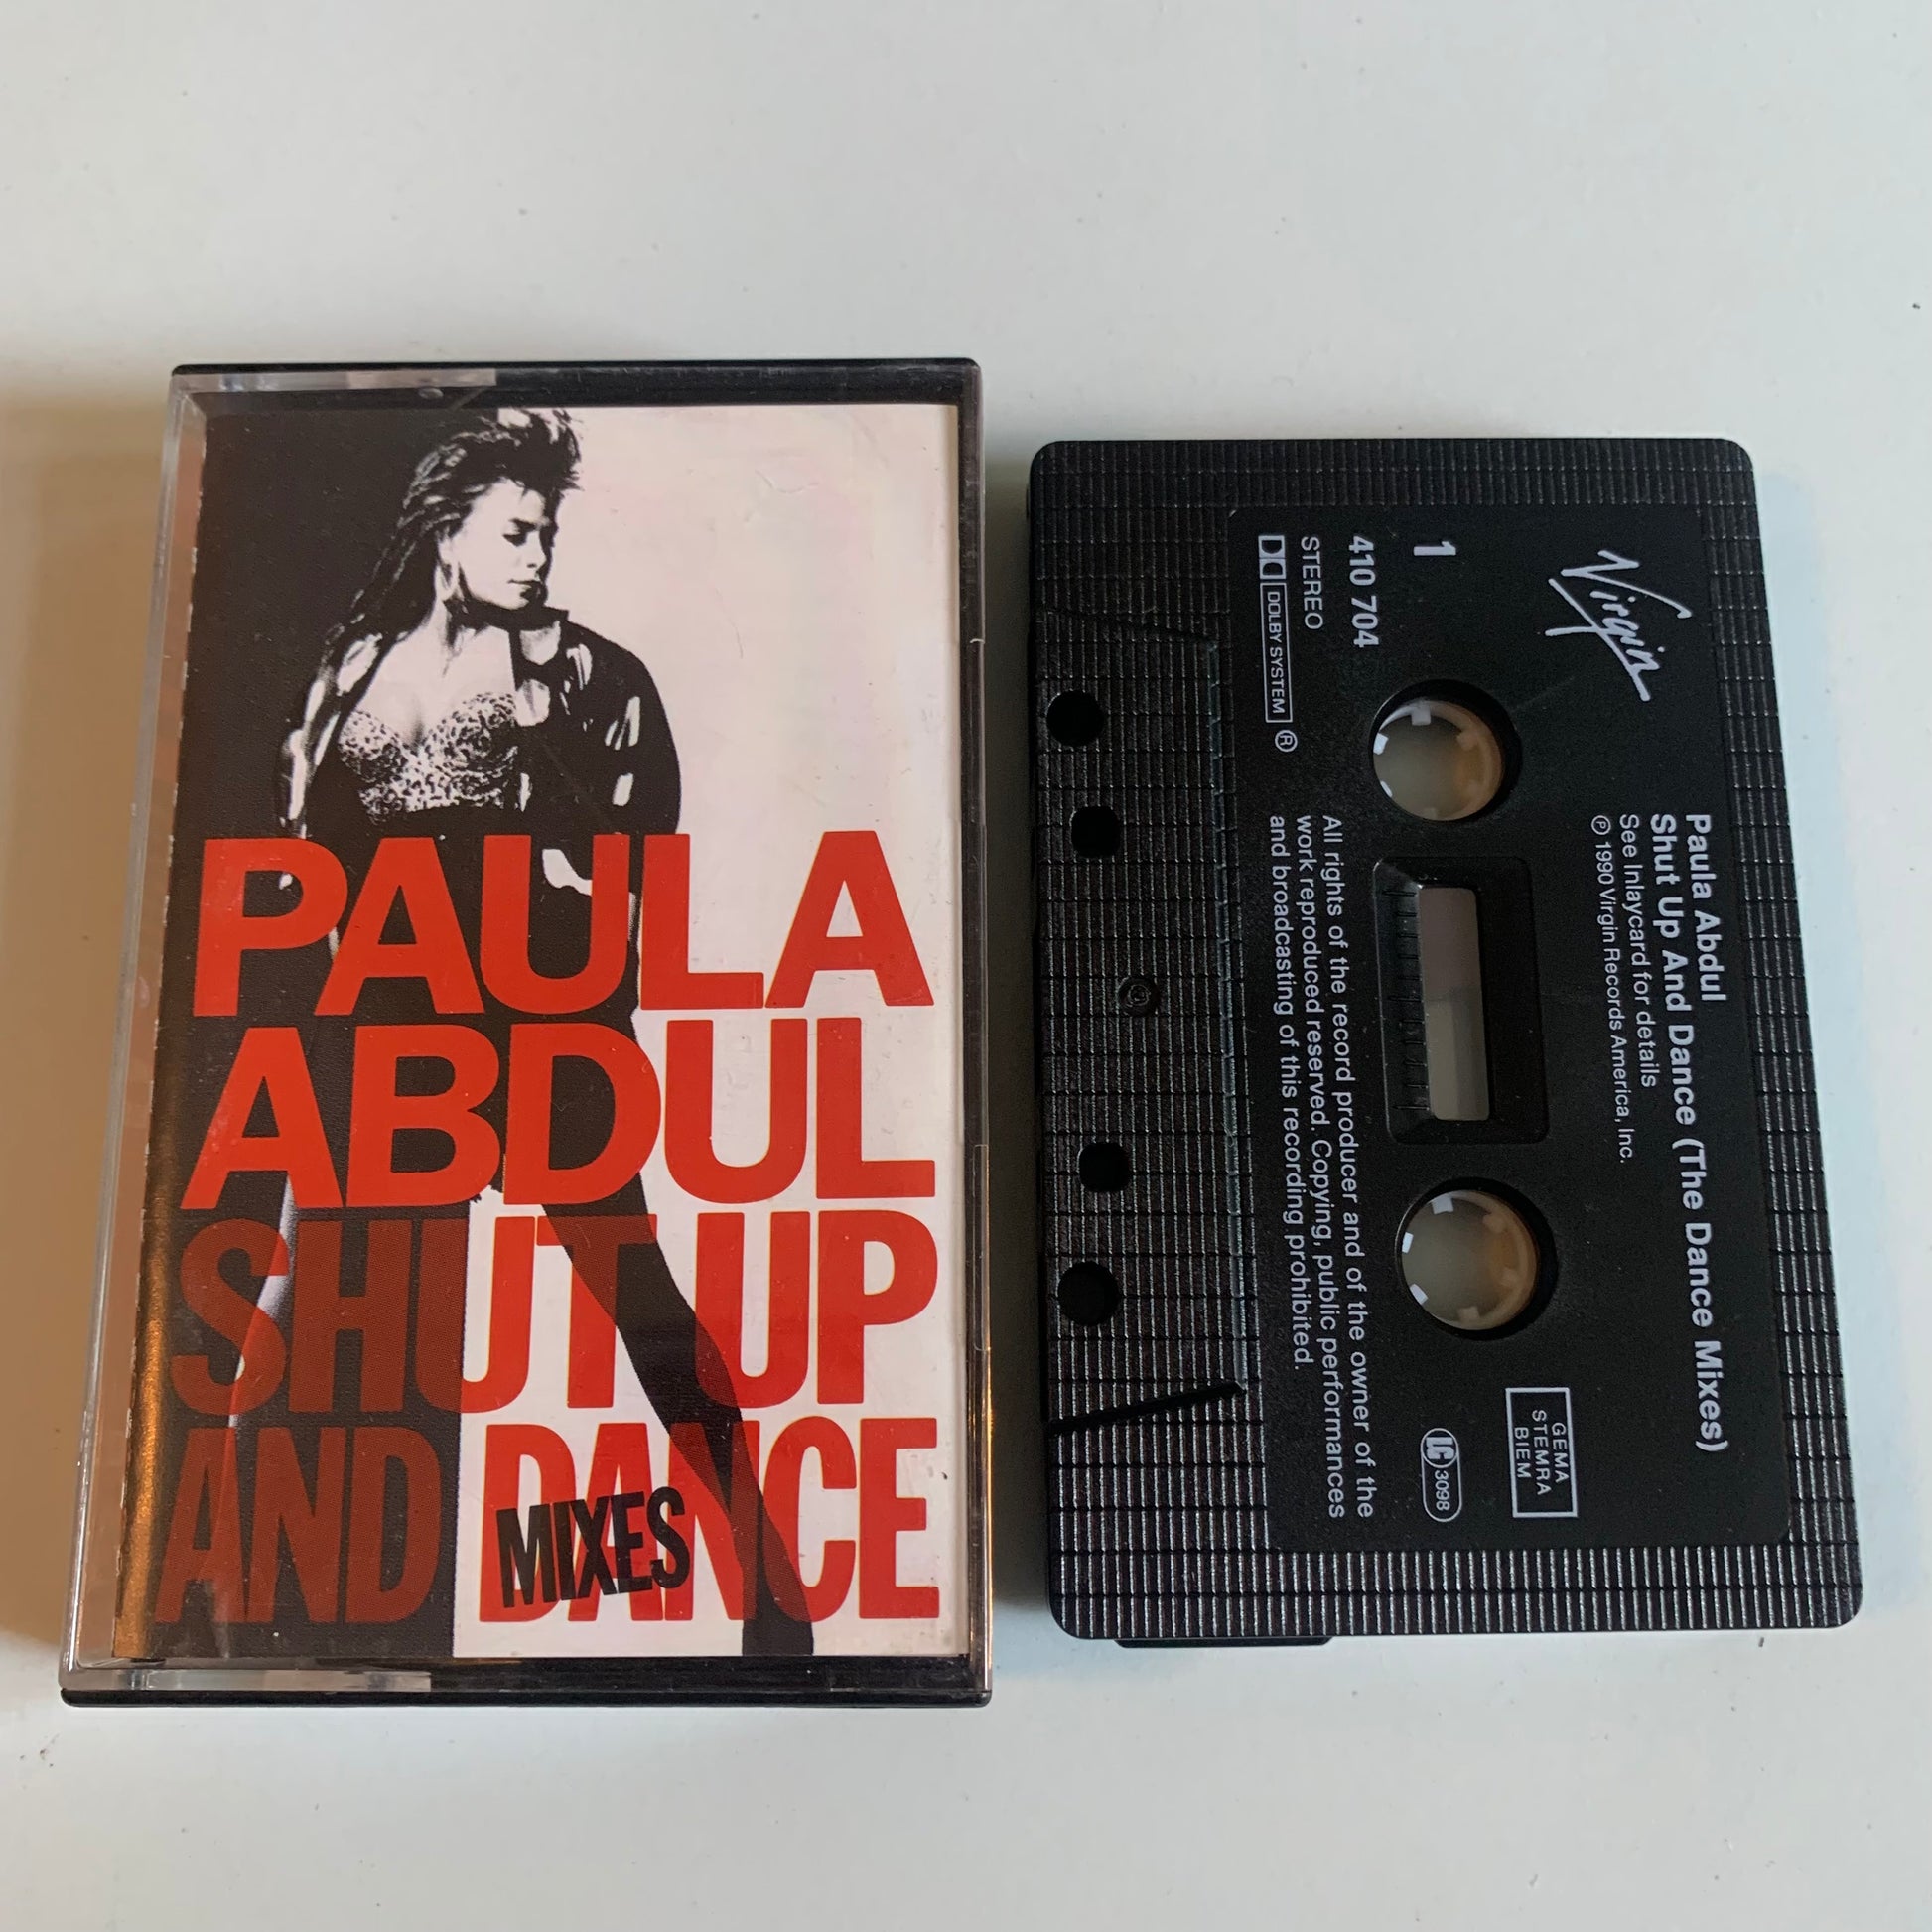 PAULA
ABDUL
SHUT UP
AND DANCE
MIXES
Virgin
Paula Abdul
Shut Up And Dance (The Dance Mixes)
See Inlaycard for details
℗ 1990 Virgin Records America, Inc.
1
410 704
STEREO
DOLBY SYSTEM ®
GEMA
STEMRA
BIEM
LC 3098
All rights of the record producer and of the owner of the
work reproduced reserved. Copying, public performances
and broadcasting of this recording prohibited.